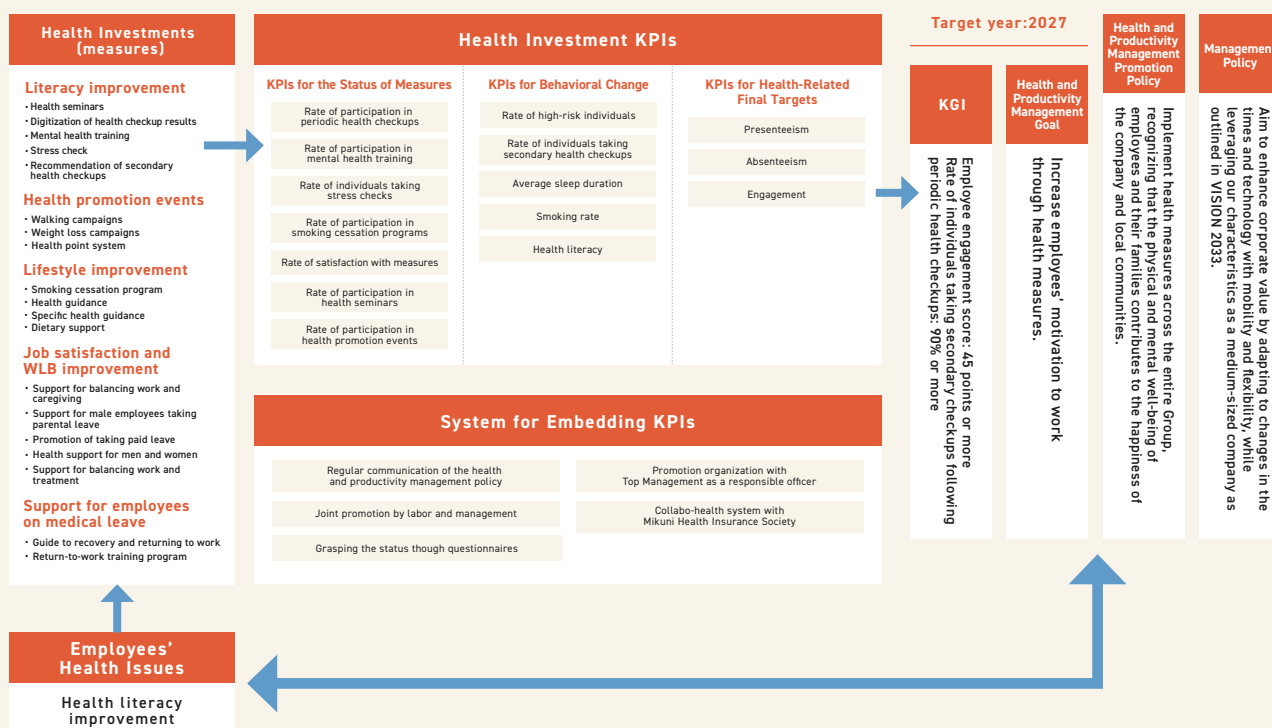 Health Investments
(measures)
Literacy improvement
・Health seminars
・Digitization of health checkup results
・Mental health training
・Stress check
・Recommendation of secondary
health checkups
Health promotion events
・Walking campaigns
・Weight loss campaigns
・Health point system
Lifestyle improvement
・Smoking cessation program
・Health guidance
・Specific health guidance
・Dietary support
Job satisfaction and
WLB improvement
・Support for balancing work and
caregiving
・Support for male employees taking
parental leave
・Promotion of taking paid leave
・Health support for men and women
・Support for balancing work and
treatment
Support for employees
on medical leave
・Guide to recovery and returning to work
・Return-to-work training program
Employees'
Health Issues
Health literacy
improvement
Health Investment KPIs
KPIs for the Status of Measures
Rate of participation in
periodic health checkups
Rate of participation in
mental health training
Rate of individuals taking
stress checks
Rate of participation in
smoking cessation programs
Rate of satisfaction with measures
Rate of participation in
health seminars
Rate of participation in
health promotion events
KPIs for Behavioral Change
Rate of high-risk individuals
Rate of individuals taking
secondary health checkups
Average sleep duration
Smoking rate
Health literacy
KPIs for Health-Related
Final Targets
Presenteeism
Absenteeism
Engagement
System for Embedding KPIs
Regular communication of the health
and productivity management policy
Joint promotion by labor and management
Grasping the status though questionnaires
Promotion organization with
Top Management as a responsible officer
Collabo-health system with
Mikuni Health Insurance Society
Target year:2027
KGI
Employee engagement score: 45 points or more
Rate of individuals taking secondary checkups following
periodic health checkups: 90% or more
Health and
Productivity
Management
Goal
Increase employees' motivation to work
through health measures.
Health and
Productivity
Management
Promotion
Policy
Implement health measures across the entire Group,
recognizing that the physical and mental well-being of
employees and their families contributes to the happiness of
the company and local communities.
Management
Policy
Aim to enhance corporate value by adapting to changes in the
times and technology with mobility and flexibility, while
leveraging our characteristics as a medium-sized company as
outlined in VISION 2033.